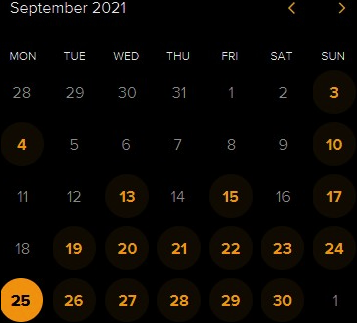 September 2021
MON TUE WED THU FRI SAT SUN
28 29 30 31 1 2 3
4 5 6 7 8 9 10
11 12 13 14 15 16 17
18 19 20 21 22 23 24
25 26 27 28 29 30 1